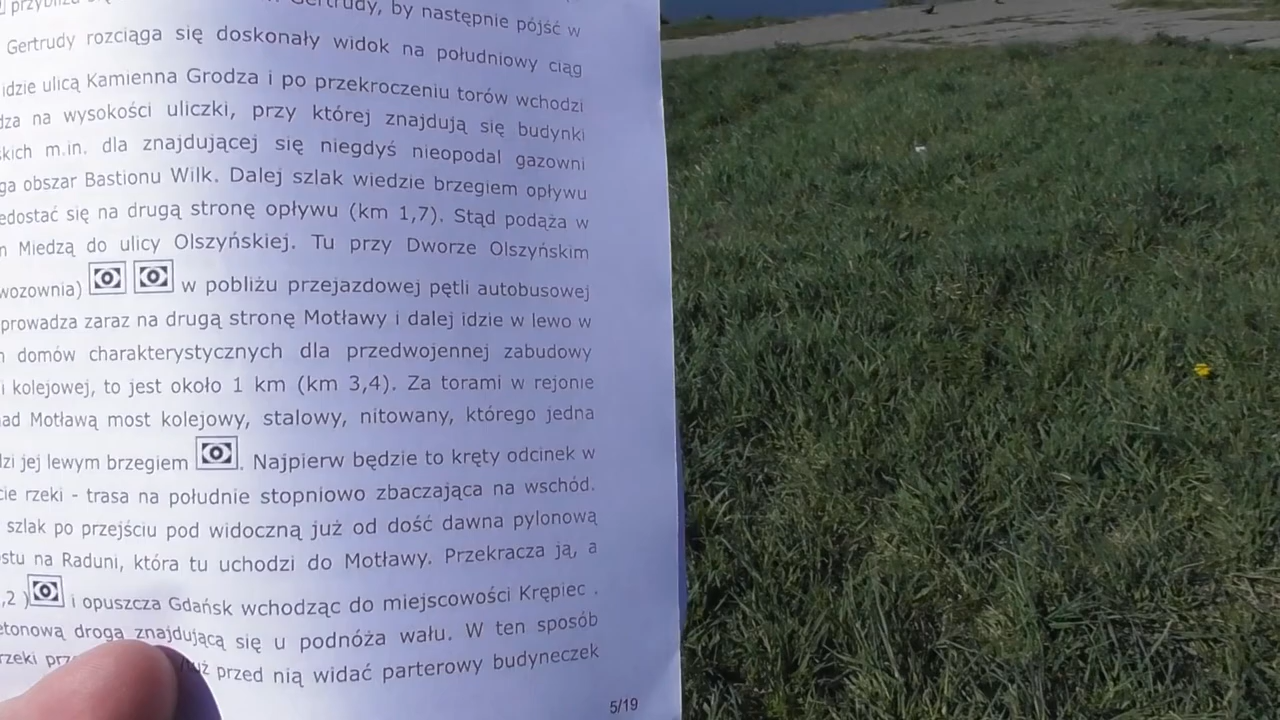 Gertrudy, by następnie pójść w
Gertrudy rozciąga się doskonały widok na południowy ciąg
idzie ulicą Kamienna Grodza i po przekroczeniu torów wchodzi
dza na wysokości uliczki, przy której znajdują się budynki
skich m.in. dla znajdującej się niegdyś nieopodal gazowni
ga obszar Bastionu Wilk. Dalej szlak wiedzie brzegiem opływu
edostać się na drugą stronę opływu (km 1,7). Stąd podąża w
n Miedzą do ulicy Olszyńskiej. Tu przy Dworze Olszyńskim
wozownia) w pobliżu przejazdowej pętli autobusowej
prowadza zaraz na drugą stronę Motławy i dalej idzie w lewo w
h domów charakterystycznych dla przedwojennej zabudowy
i kolejowej, to jest około 1 km (km 3,4). Za torami w rejonie
nad Motławą most kolejowy, stalowy, nitowany, którego jedna
dzi jej lewym brzegiem . Najpierw będzie to kręty odcinek w
cie rzeki - trasa na południe stopniowo zbaczająca na wschód.
szlak po przejściu pod widoczną już od dość dawna pylonową
ostu na Raduni, która tu uchodzi do Motławy. Przekracza ją, a
,2 ) i opuszcza Gdańsk wchodząc do miejscowości Krępiec .
etonową drogą znajdującą się u podnóża wału. W ten sposób
rzeki już przed nią widać parterowy budyneczek
5/19